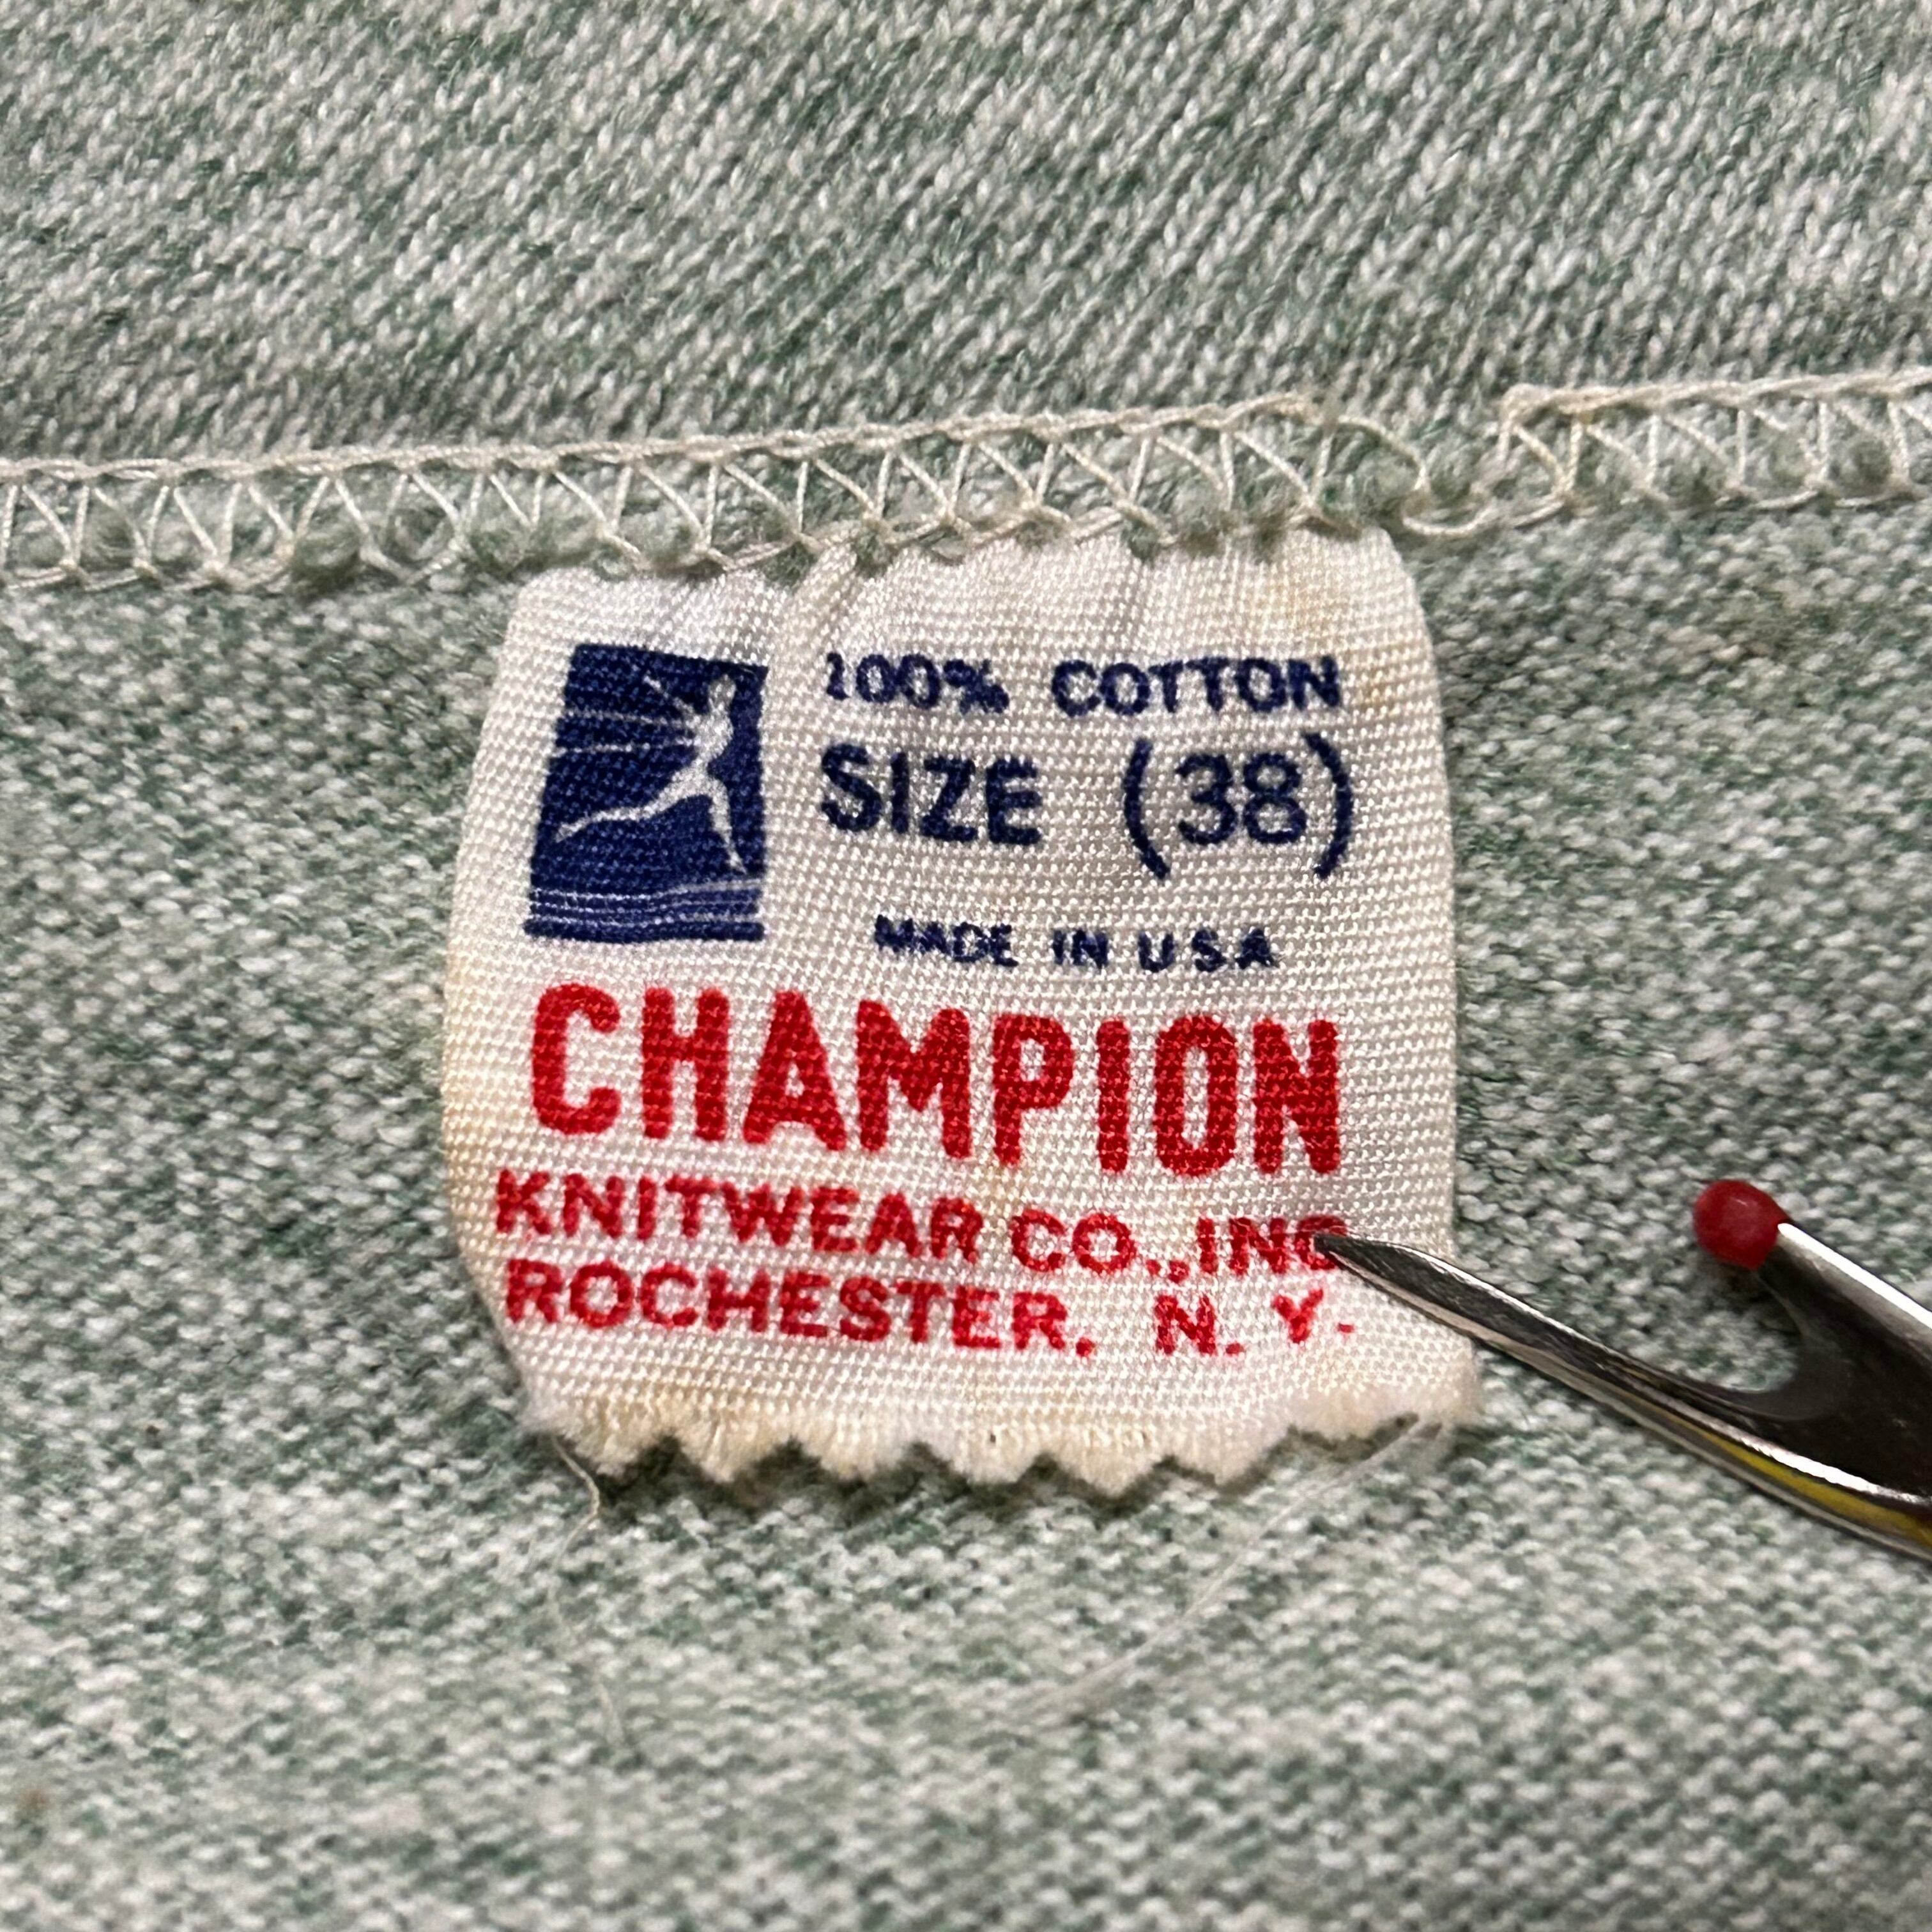 100% COTTON
SIZE (38)
MADE IN U S A
CHAMPION
KNITWEAR CO., INC
ROCHESTER, N. Y.